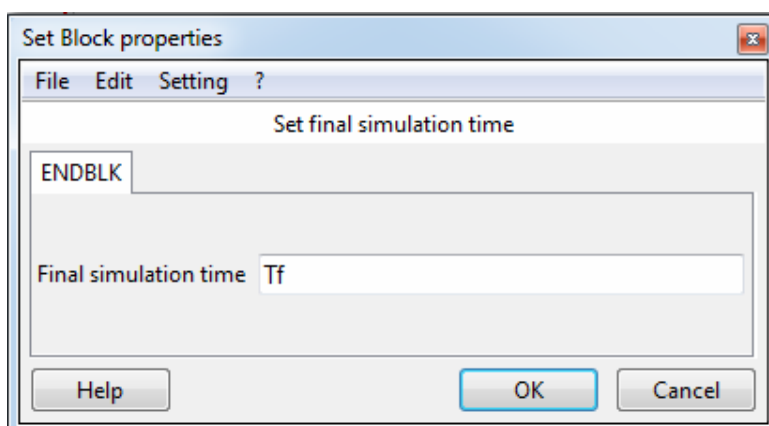 Set Block properties
File Edit Setting ?
Set final simulation time
ENDBLK
Final simulation time Tf
Help OK Cancel